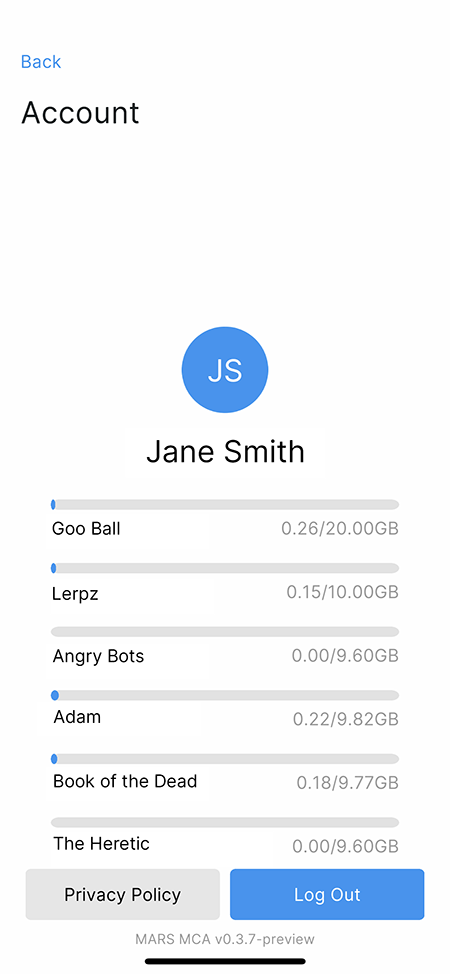 Back
Account
JS
Jane Smith
Goo Ball 0.26/20.00GB
Lerpz 0.15/10.00GB
Angry Bots 0.00/9.60GB
Adam 0.22/9.82GB
Book of the Dead 0.18/9.77GB
The Heretic 0.00/9.60GB
Privacy Policy Log Out
MARS MCA v0.3.7-preview